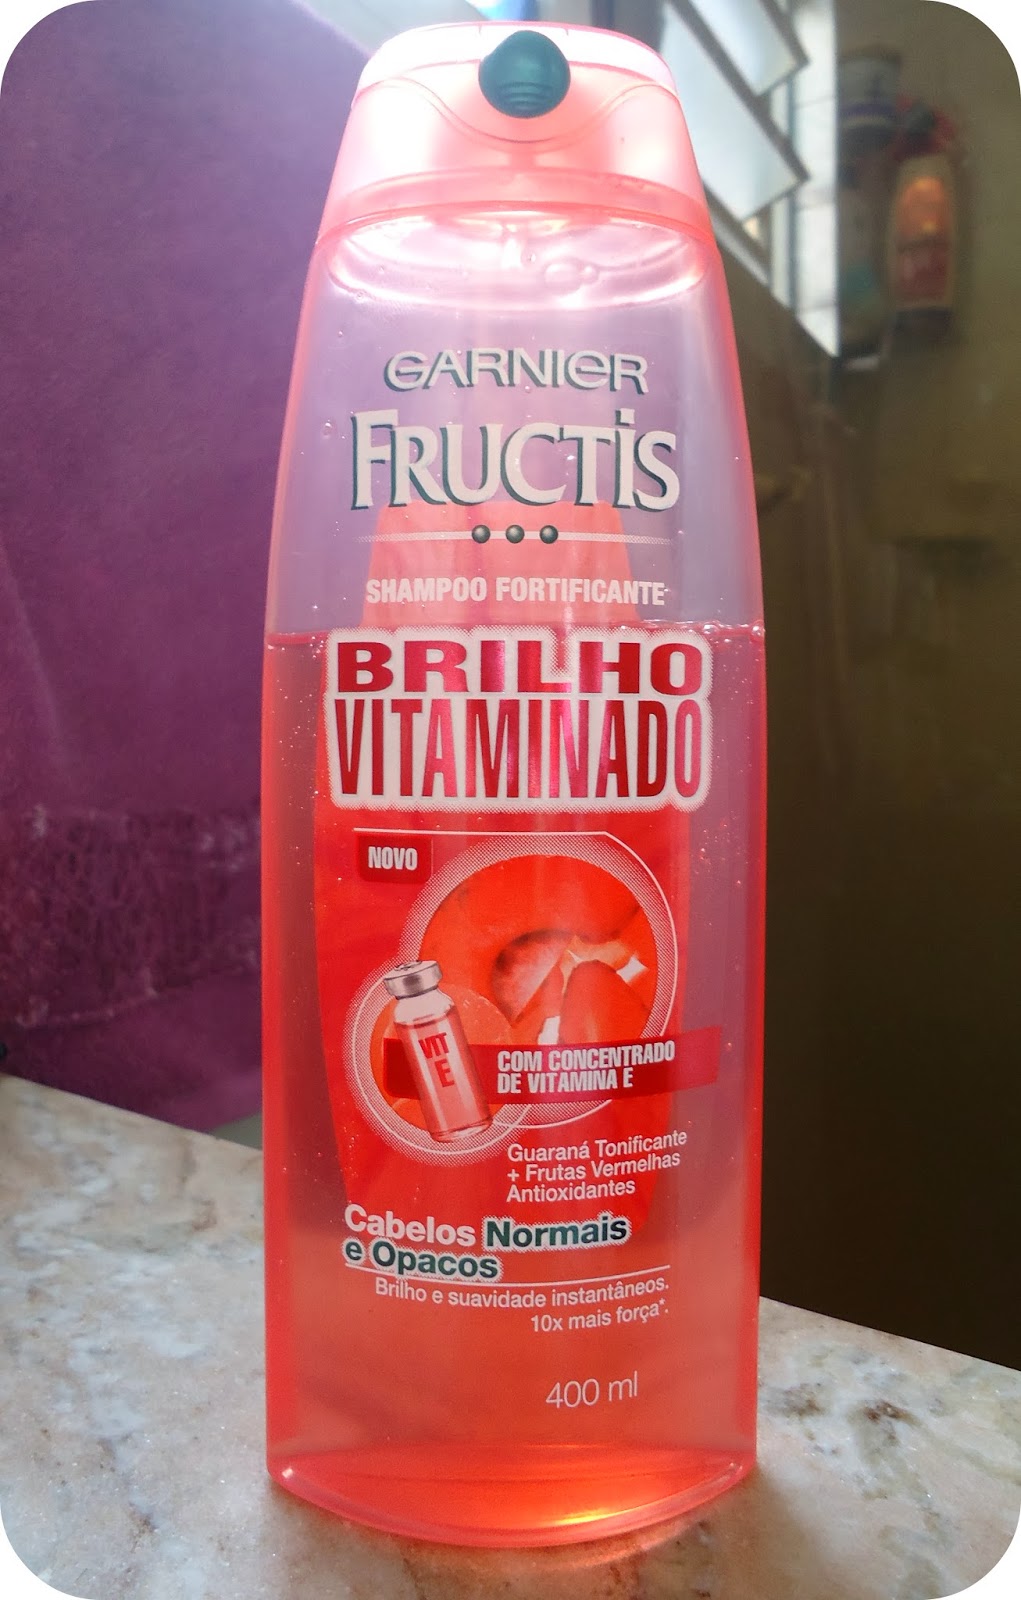 GARNIER
FRUCTIS
SHAMPOO FORTIFICANTE
BRILHO
VITAMINADO
NOVO
VIT
E
COM CONCENTRADO
DE VITAMINA E
Guaraná Tonificante
+ Frutas Vermelhas
Antioxidantes
Cabelos Normais
e Opacos
Brilho e suavidade instantâneos.
10x mais força*.
400 ml